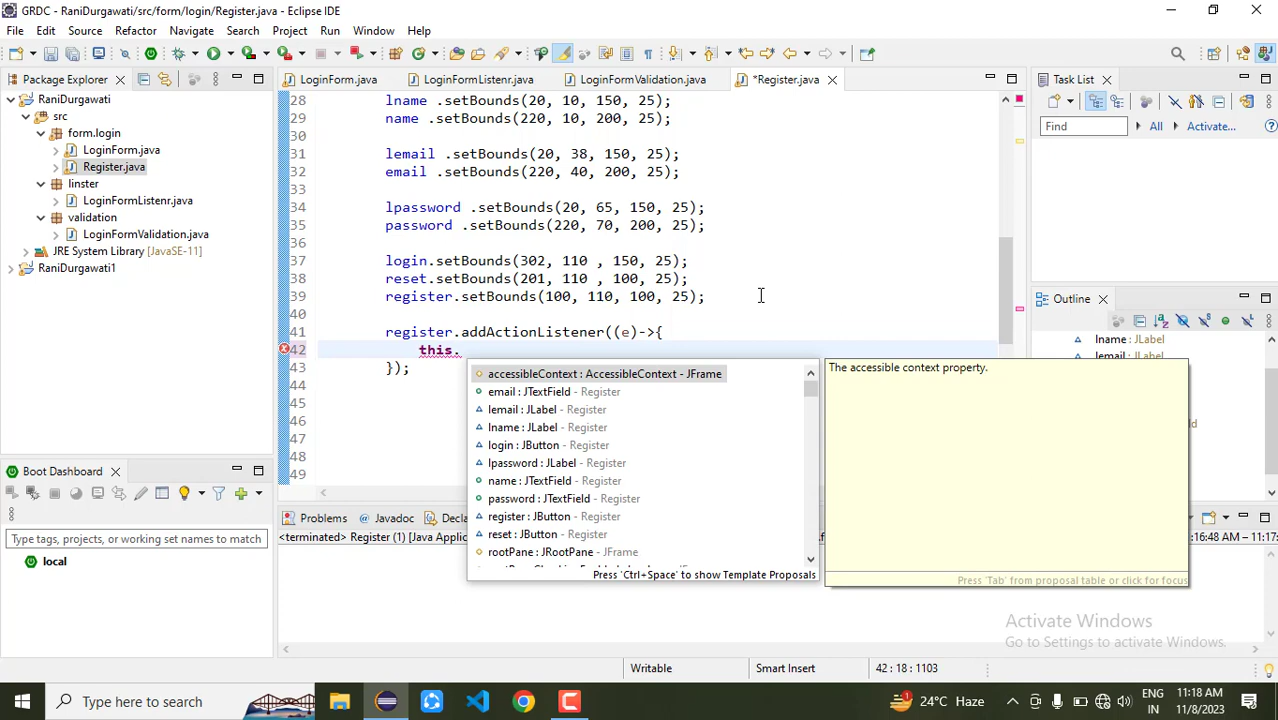 GRDC - RaniDurgawati/src/form/login/Register.java - Eclipse IDE
File Edit Source Refactor Navigate Search Project Run Window Help
Package Explorer
LoginForm.java
LoginFormListenr.java
LoginFormValidation.java
*Register.java
Task List
RaniDurgawati
src
form.login
LoginForm.java
Register.java
linster
LoginFormListenr.java
validation
LoginFormValidation.java
JRE System Library [JavaSE-11]
RaniDurgawati1
28 lname .setBounds(20, 10, 150, 25);
29 name .setBounds(220, 10, 200, 25);
30
31 lemail .setBounds(20, 38, 150, 25);
32 email .setBounds(220, 40, 200, 25);
33
34 lpassword .setBounds(20, 65, 150, 25);
35 password .setBounds(220, 70, 200, 25);
36
37 login.setBounds(302, 110 , 150, 25);
38 reset.setBounds(201, 110 , 100, 25);
39 register.setBounds(100, 110, 100, 25);
40
41 register.addActionListener((e)->{
42 this.
43 });
44
45
46
47
48
49
accessibleContext : AccessibleContext - JFrame
email : JTextField - Register
lemail : JLabel - Register
lname : JLabel - Register
login : JButton - Register
lpassword : JLabel - Register
name : JTextField - Register
password : JTextField - Register
register : JButton - Register
reset : JButton - Register
rootPane : JRootPane - JFrame
Press 'Ctrl+Space' to show Template Proposals
The accessible context property.
Press 'Tab' from proposal table or click for focus
Find
All
Activate...
Outline
lname : JLabel
Boot Dashboard
Type tags, projects, or working set names to match
local
Problems
Javadoc
<terminated> Register (1) [Java Applic
:16:48 AM – 11:17:
Activate Windows
Go to Settings to activate Windows.
Writable
Smart Insert
42 : 18 : 1103
Type here to search
24°C Haze
ENG
IN
11:18 AM
11/8/2023